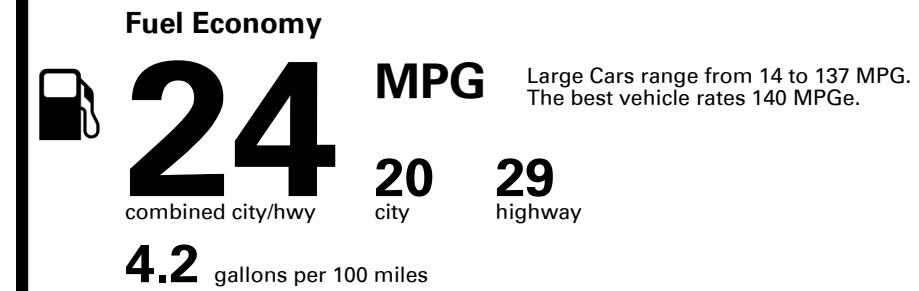 Fuel Economy
24 MPG
Large Cars range from 14 to 137 MPG.
The best vehicle rates 140 MPGe.
combined city/hwy
20
city
29
highway
4.2 gallons per 100 miles